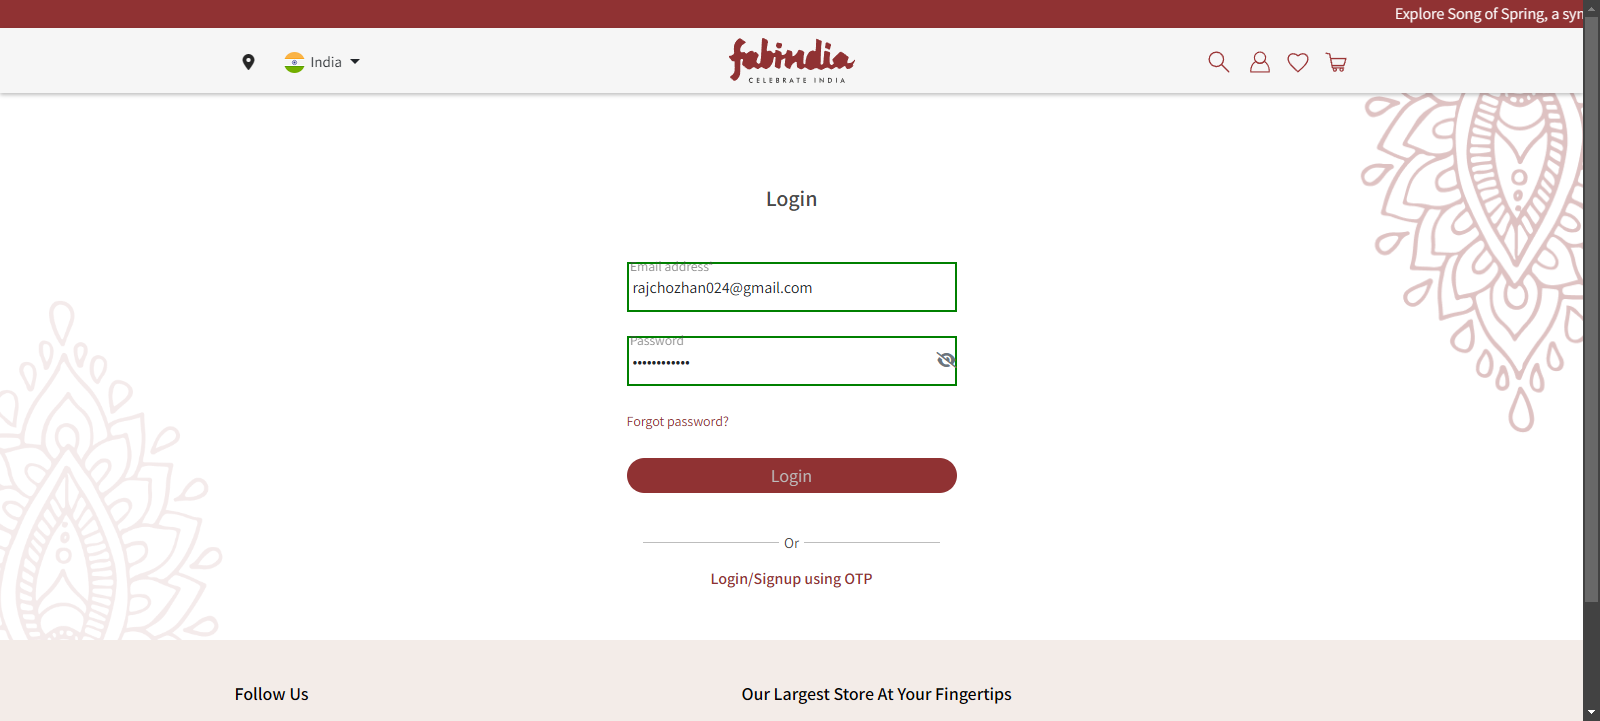 Explore Song of Spring, a syn
India
fabindia
CELEBRATE INDIA
Login
Email address*
rajchozhan024@gmail.com
Password
••••••••••••
Forgot password?
Login
Or
Login/Signup using OTP
Follow Us
Our Largest Store At Your Fingertips